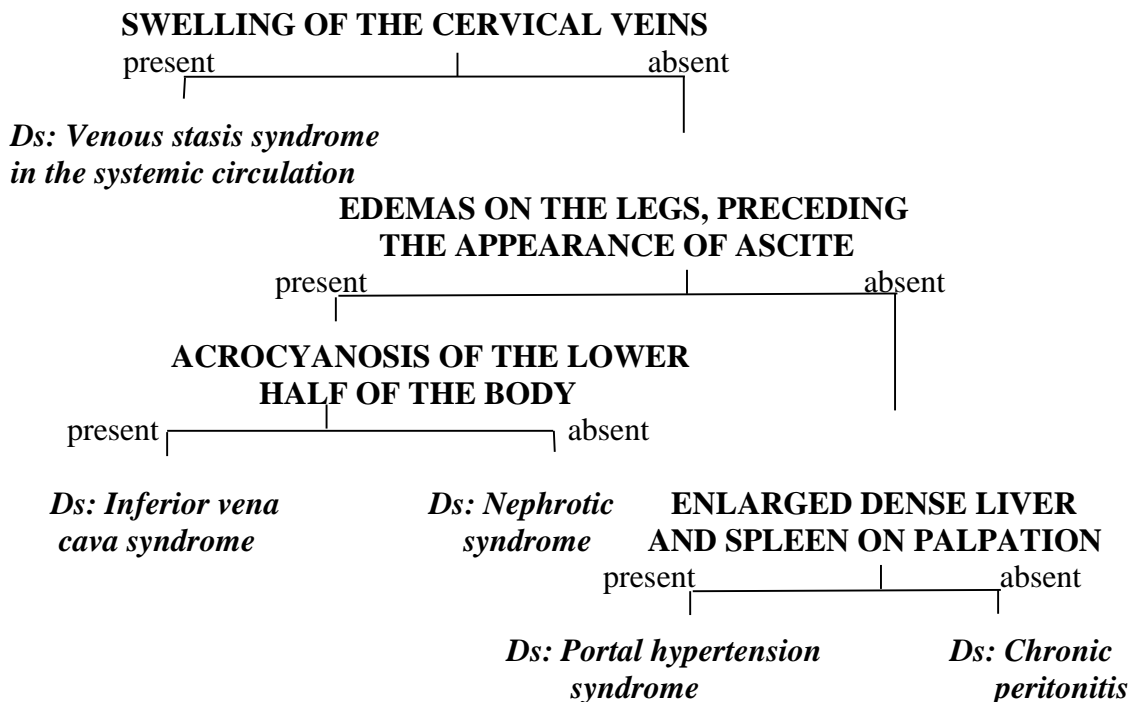 SWELLING OF THE CERVICAL VEINS
present absent
Ds: Venous stasis syndrome
in the systemic circulation
EDEMAS ON THE LEGS, PRECEDING
THE APPEARANCE OF ASCITE
present absent
ACROCYANOSIS OF THE LOWER
HALF OF THE BODY
present absent
Ds: Inferior vena
cava syndrome
Ds: Nephrotic
syndrome
ENLARGED DENSE LIVER
AND SPLEEN ON PALPATION
present absent
Ds: Portal hypertension
syndrome
Ds: Chronic
peritonitis